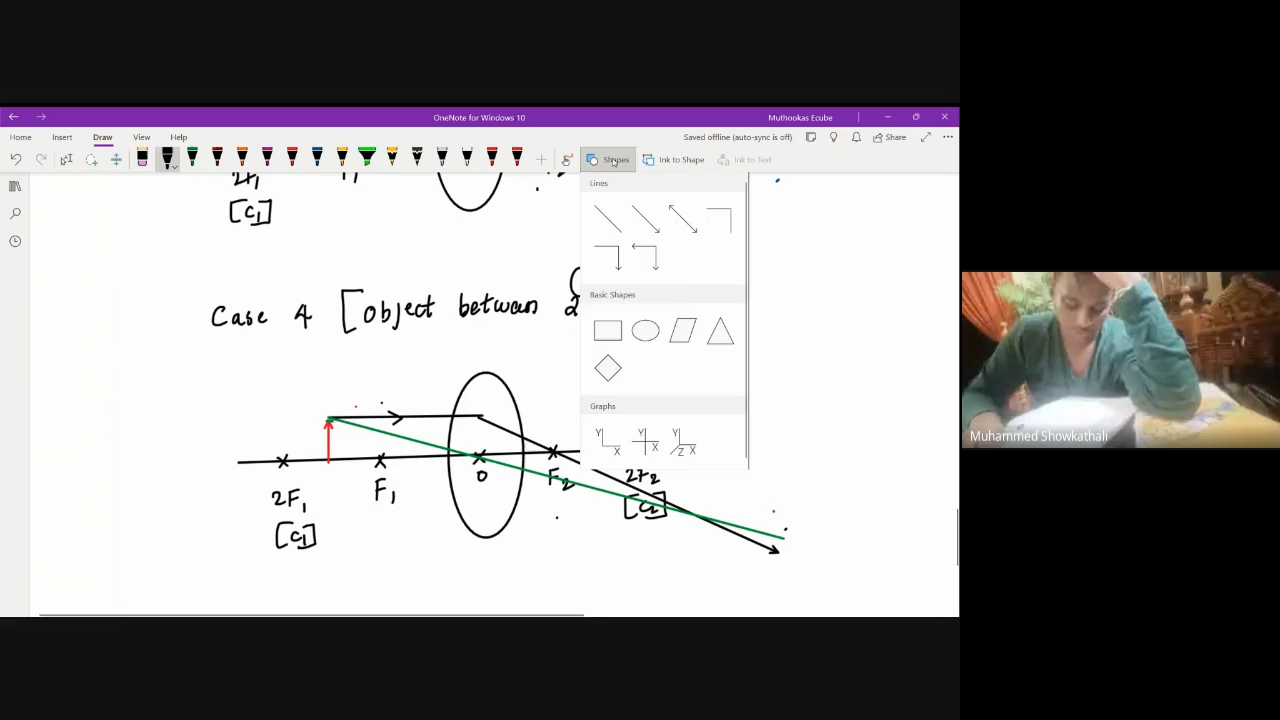 OneNote for Windows 10
Muthookas Ecube
Home Insert Draw View Help
Saved offline (auto-sync is off)
Share
Shapes
Ink to Shape
Ink to Text
Lines
2F1
[C1]
Basic Shapes
Case 4 [object between 2
Graphs
Y X Y X Y Z X
2F1
[C1]
F1
O
F2
2F2
[C2]
Muhammed Showkathali